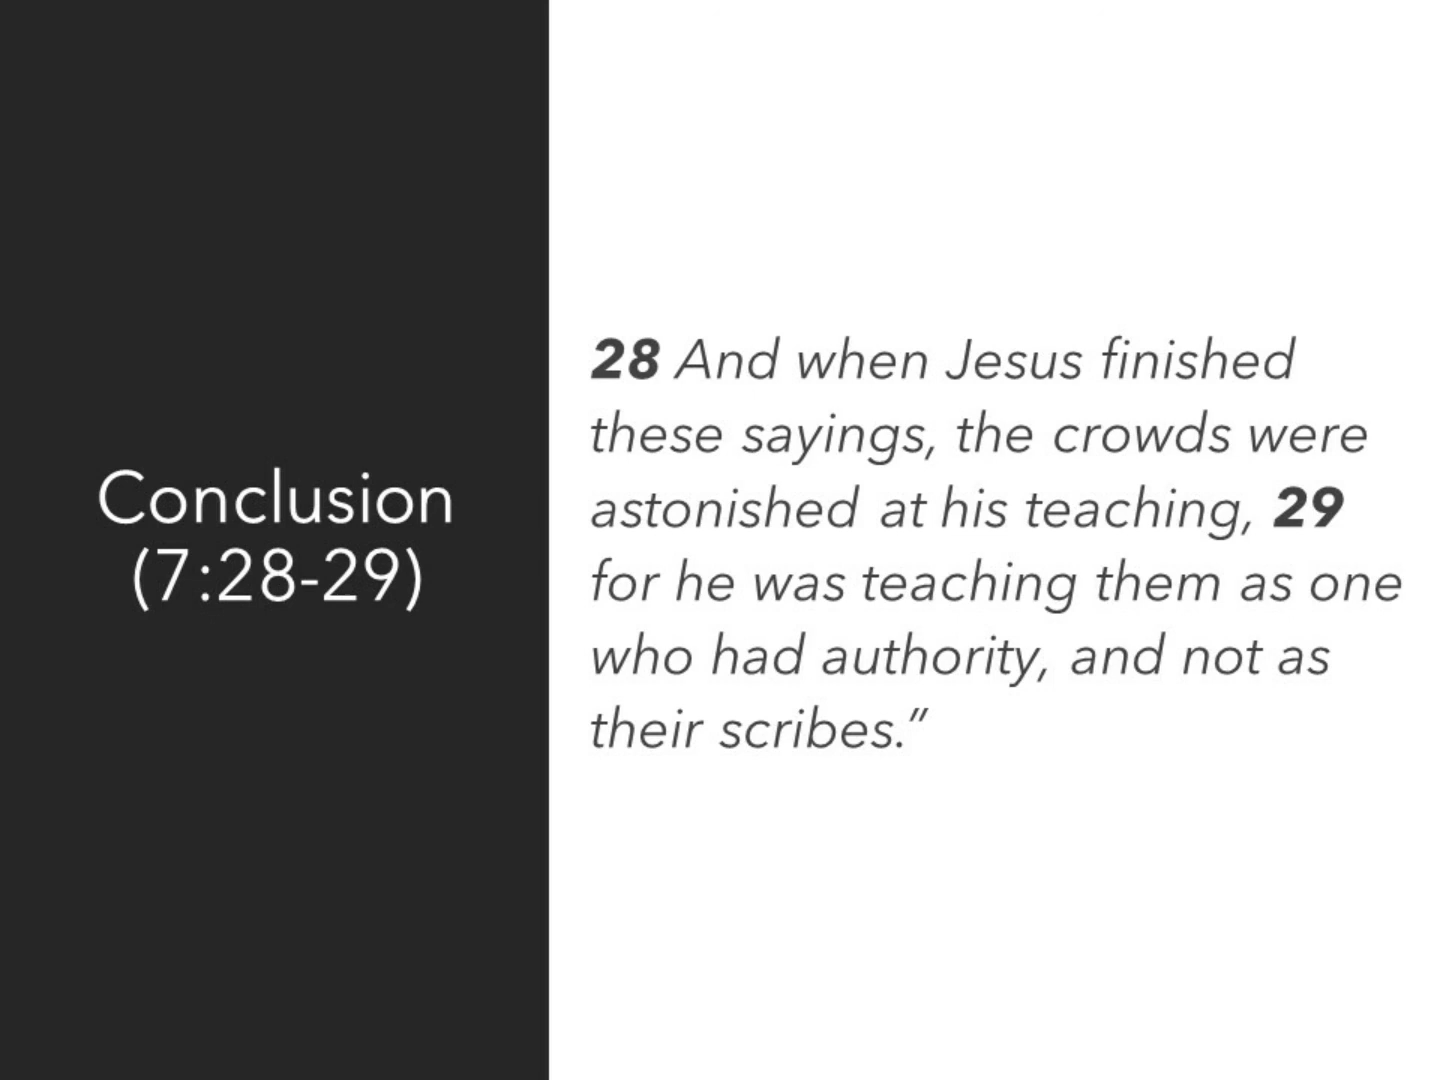 Conclusion
(7:28-29)
28 And when Jesus finished
these sayings, the crowds were
astonished at his teaching, 29
for he was teaching them as one
who had authority, and not as
their scribes.”